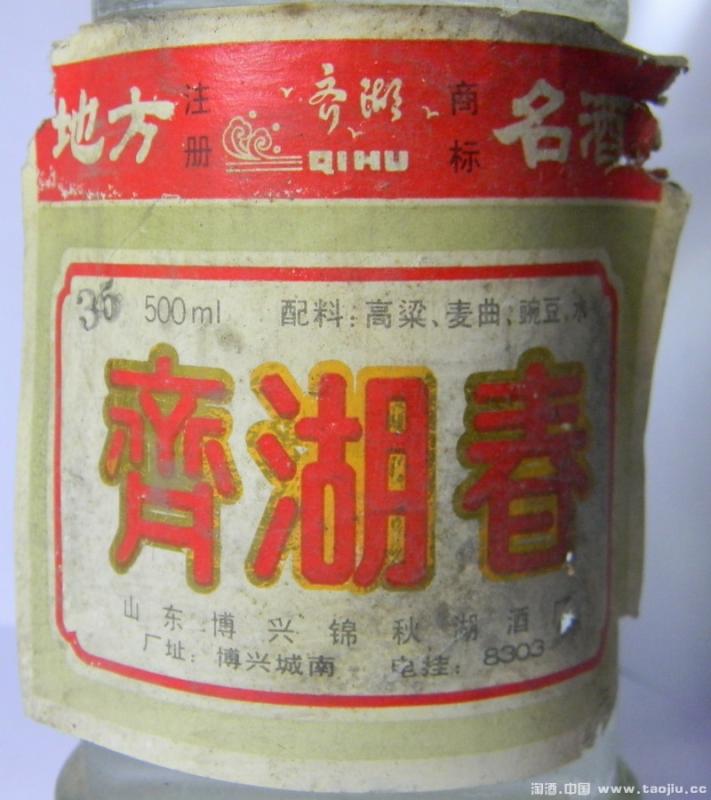 地方 注册 齐湖 商标 名酒
QIHU
36 500ml 配料:高粱、麦曲、豌豆、水
齊湖春
山东博兴锦秋湖酒厂
厂址:博兴城南 电挂:8303
淘酒.中国 www.taojiu.cc